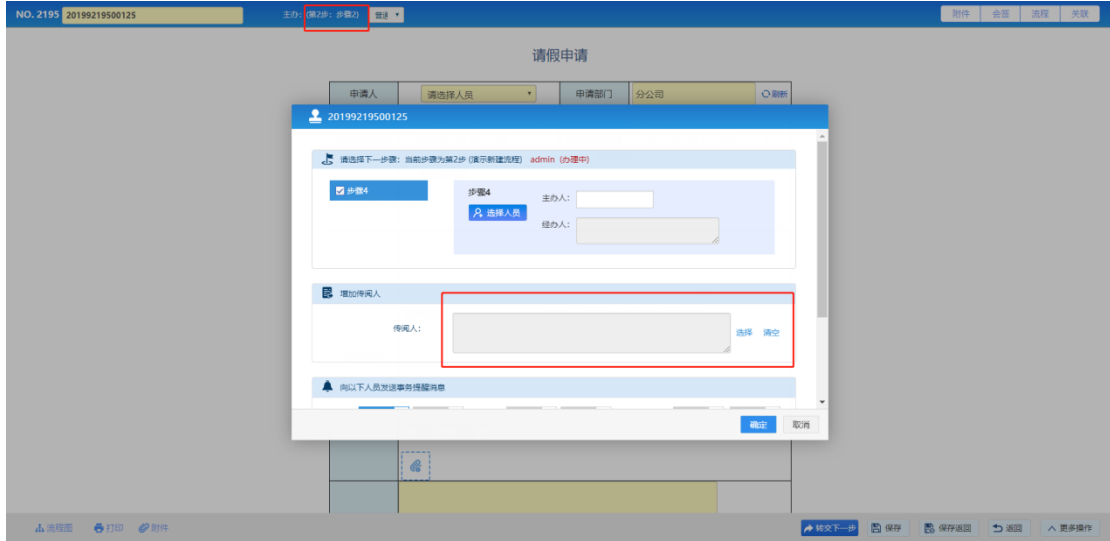 NO. 2195 20199219500125 主办: (第2步: 步骤2) 普通 附件 会签 流程 关联
请假申请
申请人 请选择人员 申请部门 分公司 刷新
20199219500125
请选择下一步骤: 当前步骤为第2步 (演示新建流程) admin (办理中)
步骤4
步骤4
主办人:
选择人员
经办人:
增加传阅人
传阅人:
选择 清空
向以下人员发送事务提醒消息
确定 取消
流程图 打印 附件 转交下一步 保存 保存返回 返回 更多操作